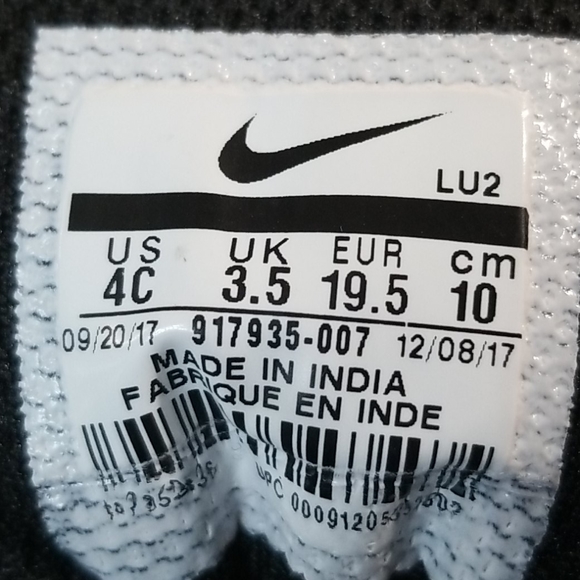 LU2
US UK EUR cm
4C 3.5 19.5 10
09/20/17 917935-007 12/08/17
MADE IN INDIA
FABRIQUE EN INDE
UPC